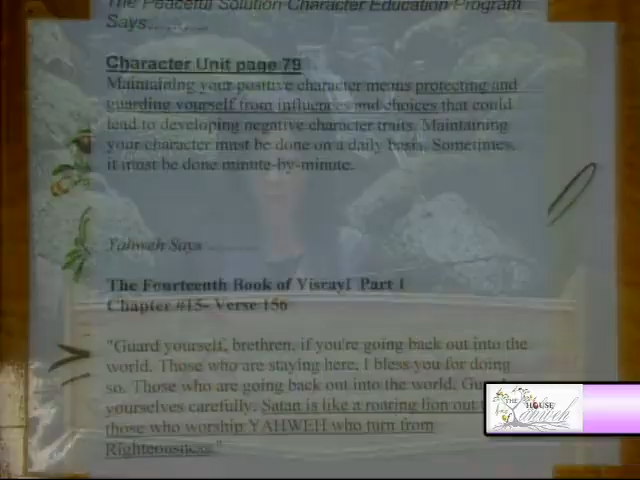 The Peaceful Solution Character Education Program
Says...........
Character Unit page 79
Maintaining your positive character means protecting and
guarding yourself from influences and choices that could
lead to developing negative character traits. Maintaining
your character must be done on a daily basis. Sometimes,
it must be done minute-by-minute.
Yahweh Says ............
The Fourteenth Book of Visrayl Part 1
Chapter #15- Verse 156
"Guard yourself, brethren, if you're going back out into the
world. Those who are staying here, I bless you for doing
so. Those who are going back out into the world. Gu
yourselves carefully. Satan is like a roaring lion out
those who worship YAHWEH who turn from
Righteousness."
THE HOUSE
Yahweh